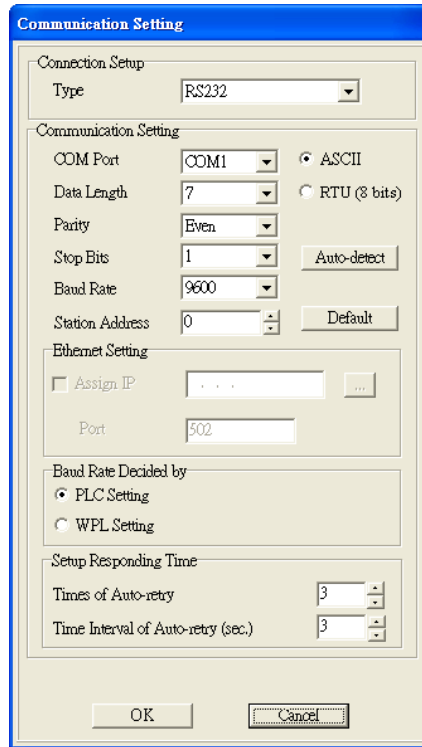 Communication Setting
Connection Setup
Type RS232
Communication Setting
COM Port COM1 ASCII
Data Length 7 RTU (8 bits)
Parity Even
Stop Bits 1 Auto-detect
Baud Rate 9600
Station Address 0 Default
Ethernet Setting
Assign IP . . . ...
Port 502
Baud Rate Decided by
PLC Setting
WPL Setting
Setup Responding Time
Times of Auto-retry 3
Time Interval of Auto-retry (sec.) 3
OK Cancel